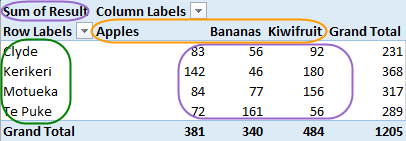 Sum of Result Column Labels
Row Labels Apples Bananas Kiwifruit Grand Total
Clyde 83 56 92 231
Kerikeri 142 46 180 368
Motueka 84 77 156 317
Te Puke 72 161 56 289
Grand Total 381 340 484 1205